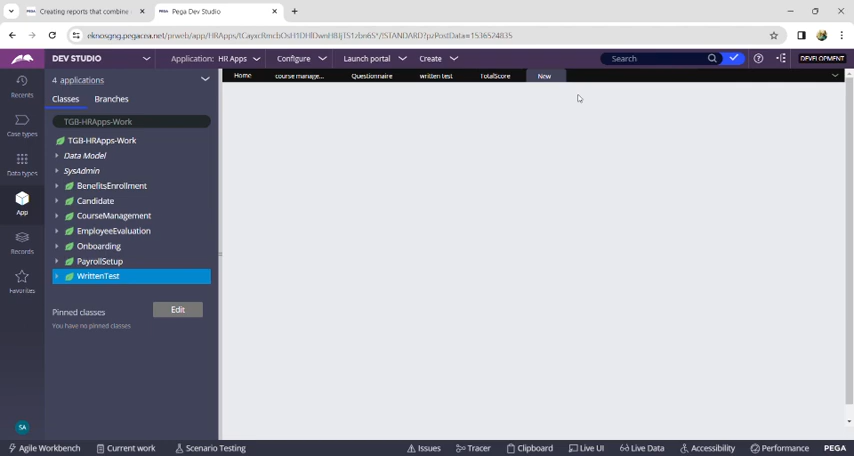 Creating reports that combine
Pega Dev Studio
DEV STUDIO
Application: HR Apps
Configure
Launch portal
Create
Search
DEVELOPMENT
Recents
Case types
Data types
App
Records
Favorites
4 applications
Classes
Branches
TGB-HRApps-Work
TGB-HRApps-Work
Data Model
SysAdmin
BenefitsEnrollment
Candidate
CourseManagement
EmployeeEvaluation
Onboarding
PayrollSetup
WrittenTest
Pinned classes
Edit
You have no pinned classes
SA
Home
course manage...
Questionnaire
written test
TotalScore
New
Agile Workbench
Current work
Scenario Testing
Issues
Tracer
Clipboard
Live UI
Live Data
Accessibility
Performance
PEGA